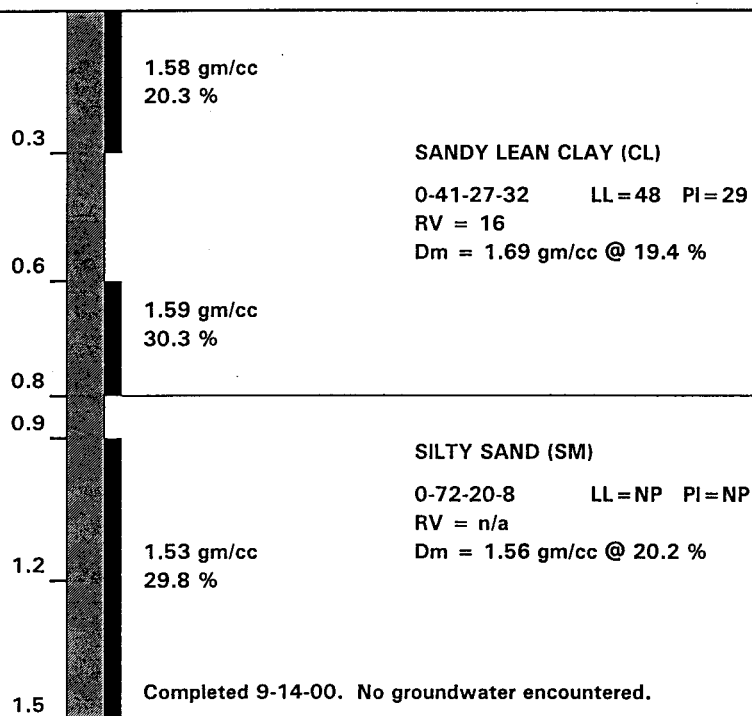 1.58 gm/cc
20.3 %
0.3
SANDY LEAN CLAY (CL)
0-41-27-32 LL=48 PI=29
RV = 16
Dm = 1.69 gm/cc @ 19.4 %
0.6
1.59 gm/cc
30.3 %
0.8
0.9
SILTY SAND (SM)
0-72-20-8 LL=NP PI=NP
RV = n/a
Dm = 1.56 gm/cc @ 20.2 %
1.53 gm/cc
29.8 %
1.2
Completed 9-14-00. No groundwater encountered.
1.5